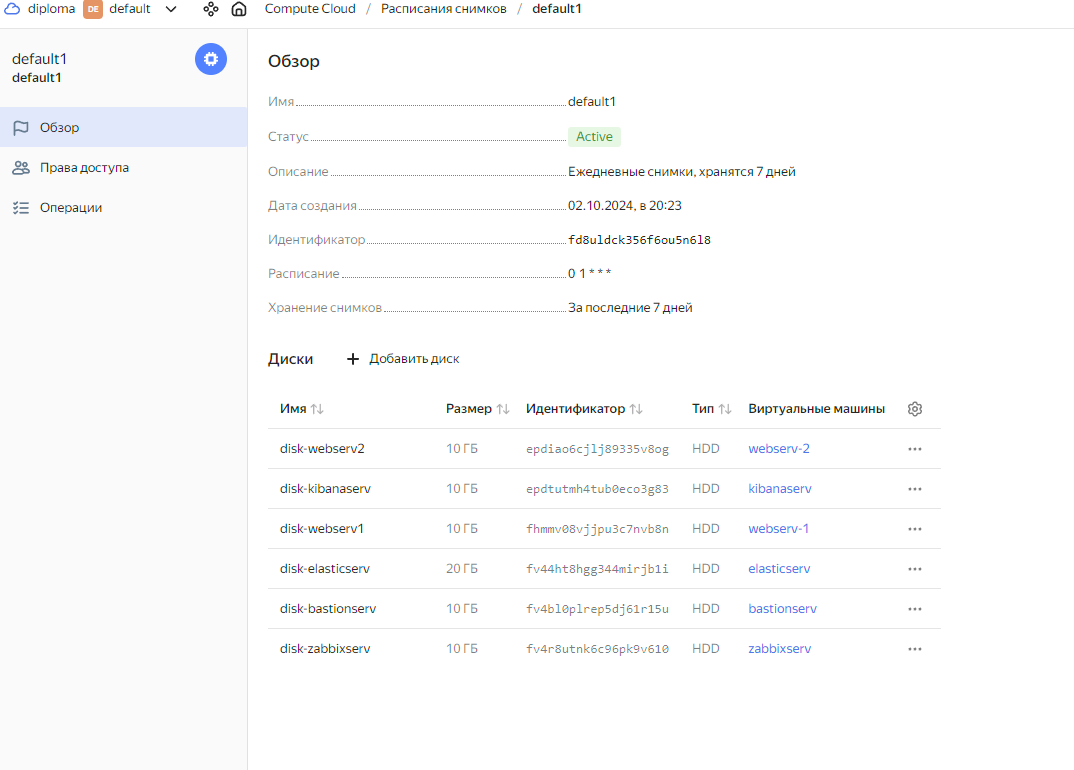 diploma DE default Compute Cloud / Расписания снимков / default1
default1
default1
Обзор
Права доступа
Операции
Обзор
Имя default1
Статус Active
Описание Ежедневные снимки, хранятся 7 дней
Дата создания 02.10.2024, в 20:23
Идентификатор fd8uldck356f6ou5n6l8
Расписание 0 1 * * *
Хранение снимков За последние 7 дней
Диски + Добавить диск
Имя Размер Идентификатор Тип Виртуальные машины
disk-webserv2 10 ГБ epdiao6cjlj89335v8og HDD webserv-2
disk-kibanaserv 10 ГБ epdtutmh4tub0eco3g83 HDD kibanaserv
disk-webserv1 10 ГБ fhmmv08vjjpu3c7nvb8n HDD webserv-1
disk-elasticserv 20 ГБ fv44ht8hgg344mirjb1i HDD elasticserv
disk-bastionserv 10 ГБ fv4bl0plrep5dj61r15u HDD bastionserv
disk-zabbixserv 10 ГБ fv4r8utnk6c96pk9v610 HDD zabbixserv